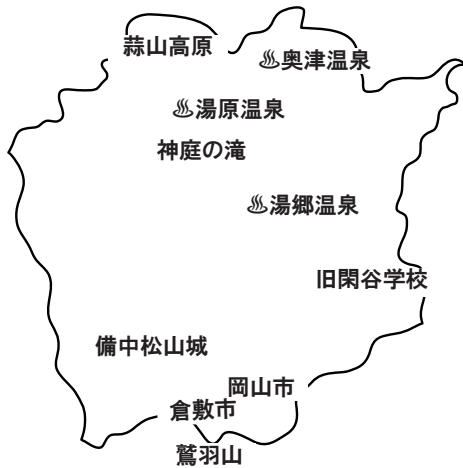 蒜山高原
♨奥津温泉
♨湯原温泉
神庭の滝
♨湯郷温泉
旧閑谷学校
備中松山城
岡山市
倉敷市
鷲羽山